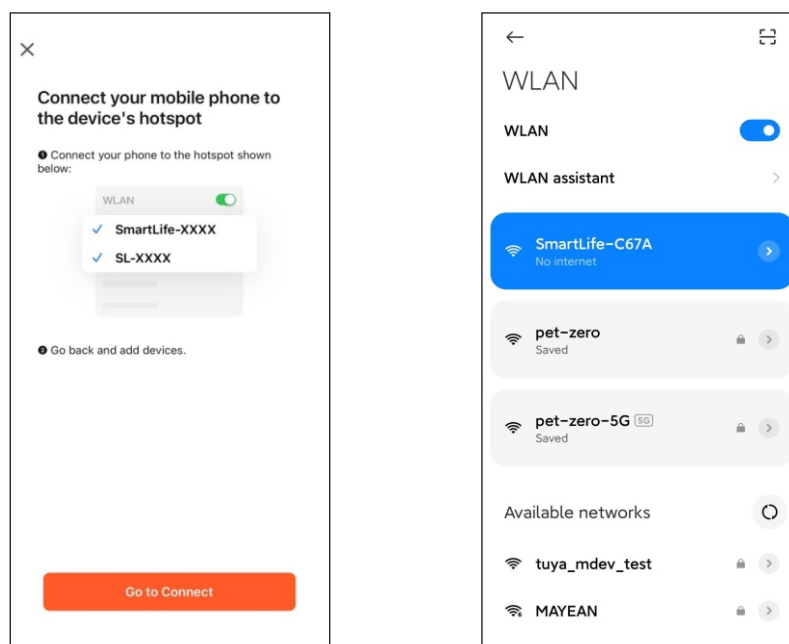 Connect your mobile phone to
the device's hotspot
❶ Connect your phone to the hotspot shown
below:
WLAN
SmartLife-XXXX
SL-XXXX
❷ Go back and add devices.
Go to Connect
WLAN
WLAN
WLAN assistant
SmartLife-C67A
No internet
pet-zero
Saved
pet-zero-5G 5G
Saved
Available networks
tuya_mdev_test
MAYEAN